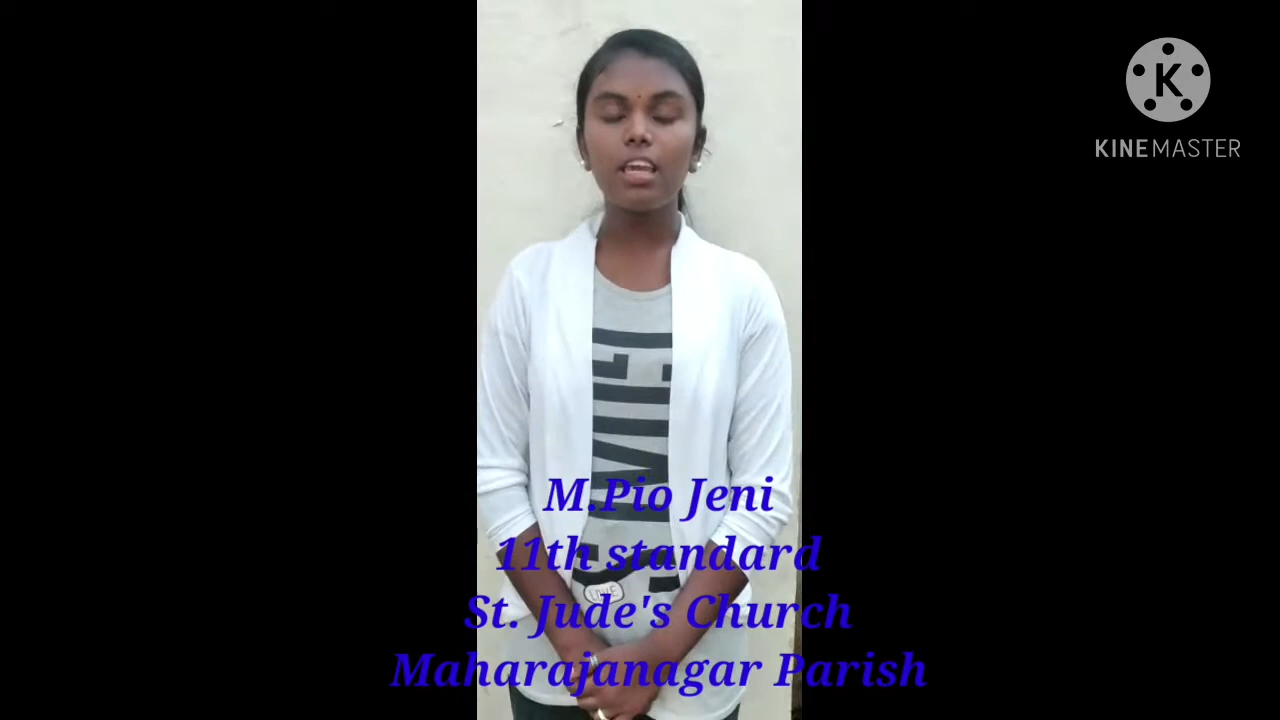 KINEMASTER
M.Pio Jeni
11th standard
St. Jude's Church
Maharajanagar Parish